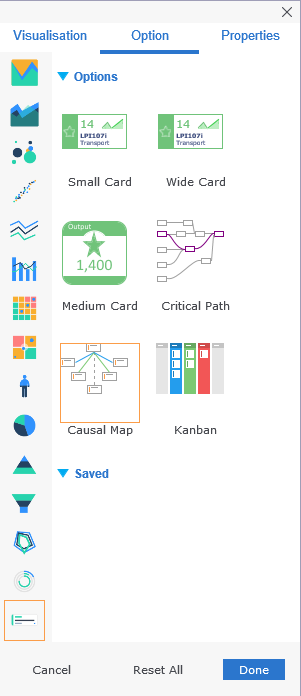 Visualisation Option Properties
Options
14
LPI107i
Transport
14
LPI107i
Transport
Small Card Wide Card
Output
1,400
Medium Card Critical Path
Causal Map Kanban
Saved
Cancel Reset All Done